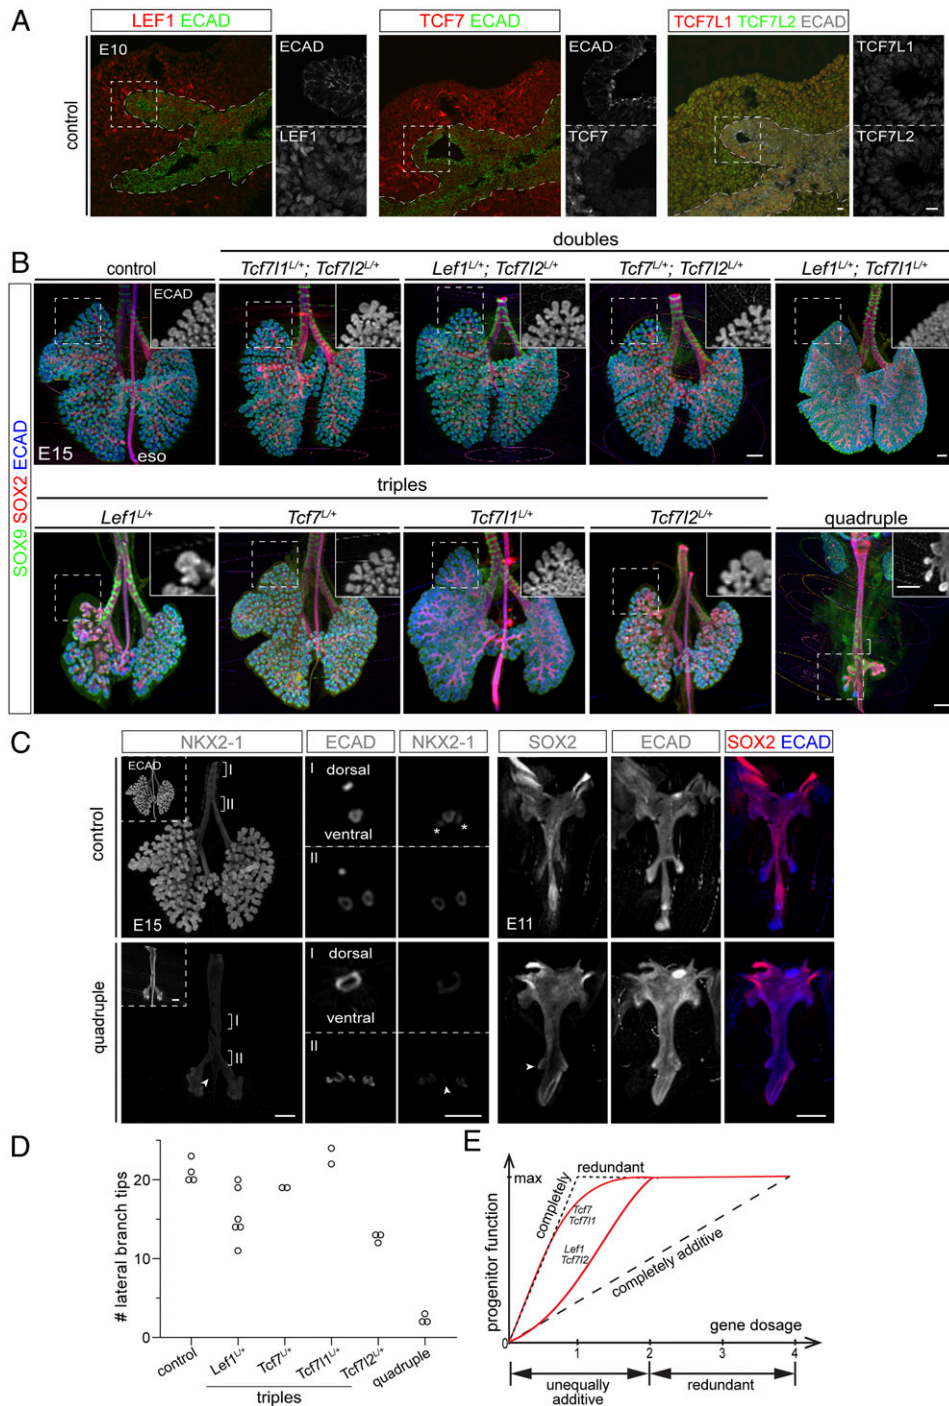 A
LEF1 ECAD
TCF7 ECAD
TCF7L1 TCF7L2 ECAD
control
E10
ECAD
LEF1
ECAD
TCF7
TCF7L1
TCF7L2
B
doubles
control
Tcf7l1L/+; Tcf7l2L/+
Lef1L/+; Tcf7l2L/+
Tcf7L/+; Tcf7l2L/+
Lef1L/+; Tcf7l1L/+
SOX9 SOX2 ECAD
ECAD
E15
eso
triples
Lef1L/+
Tcf7L/+
Tcf7l1L/+
Tcf7l2L/+
quadruple
C
NKX2-1
ECAD
NKX2-1
SOX2
ECAD
SOX2 ECAD
control
ECAD
I
II
E15
I dorsal
ventral
II
* *
E11
quadruple
I
II
I dorsal
ventral
II
D
# lateral branch tips
20
10
0
control
Lef1L/+
Tcf7L/+
Tcf7l1L/+
Tcf7l2L/+
quadruple
triples
E
progenitor function
max
completely
redundant
Tcf7
Tcf7l1
Lef1
Tcf7l2
completely additive
gene dosage
0
1
2
3
4
unequally
additive
redundant